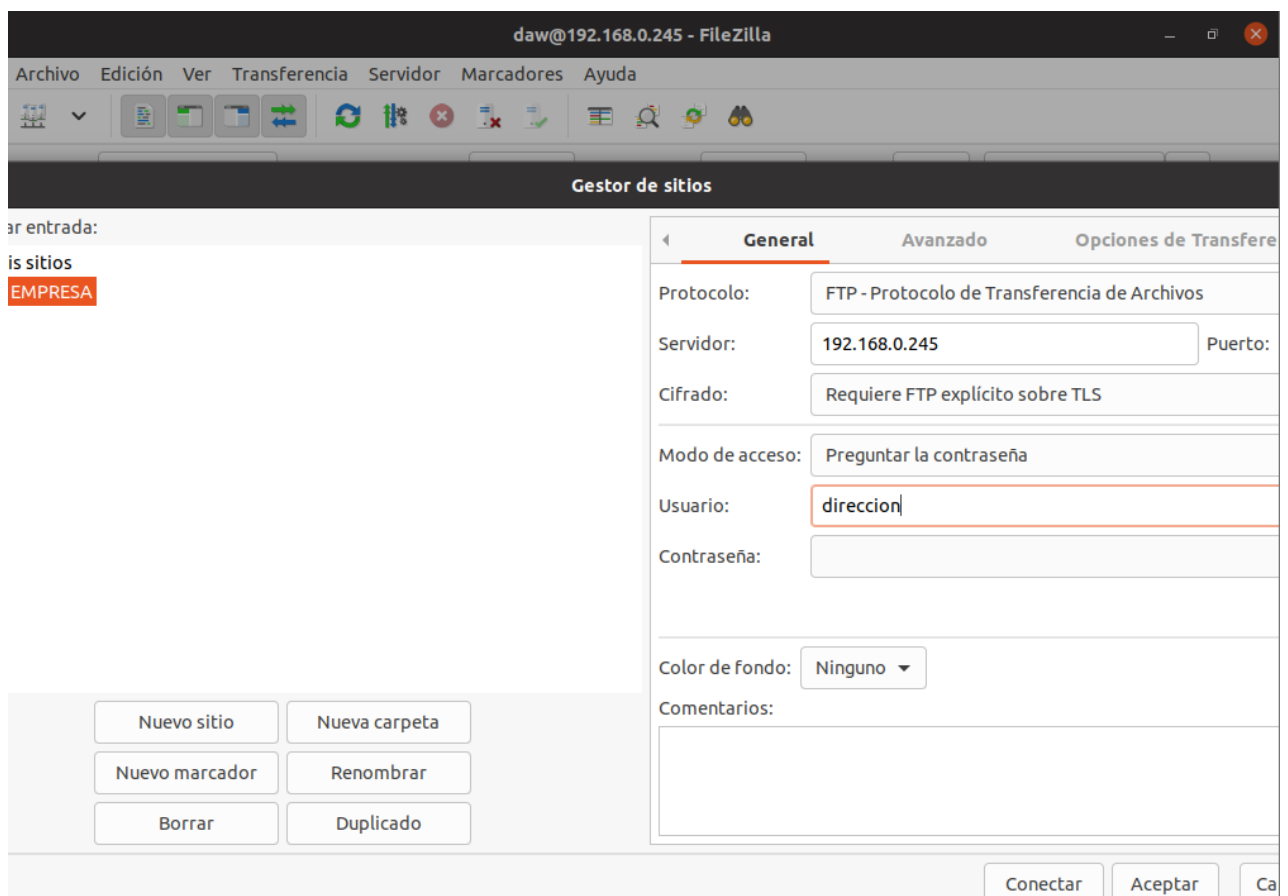 daw@192.168.0.245 - FileZilla
Archivo Edición Ver Transferencia Servidor Marcadores Ayuda
Gestor de sitios
ar entrada:
is sitios
EMPRESA
General Avanzado Opciones de Transfere
Protocolo: FTP - Protocolo de Transferencia de Archivos
Servidor: 192.168.0.245 Puerto:
Cifrado: Requiere FTP explícito sobre TLS
Modo de acceso: Preguntar la contraseña
Usuario: direccion
Contraseña:
Color de fondo: Ninguno
Comentarios:
Nuevo sitio Nueva carpeta
Nuevo marcador Renombrar
Borrar Duplicado
Conectar Aceptar Ca